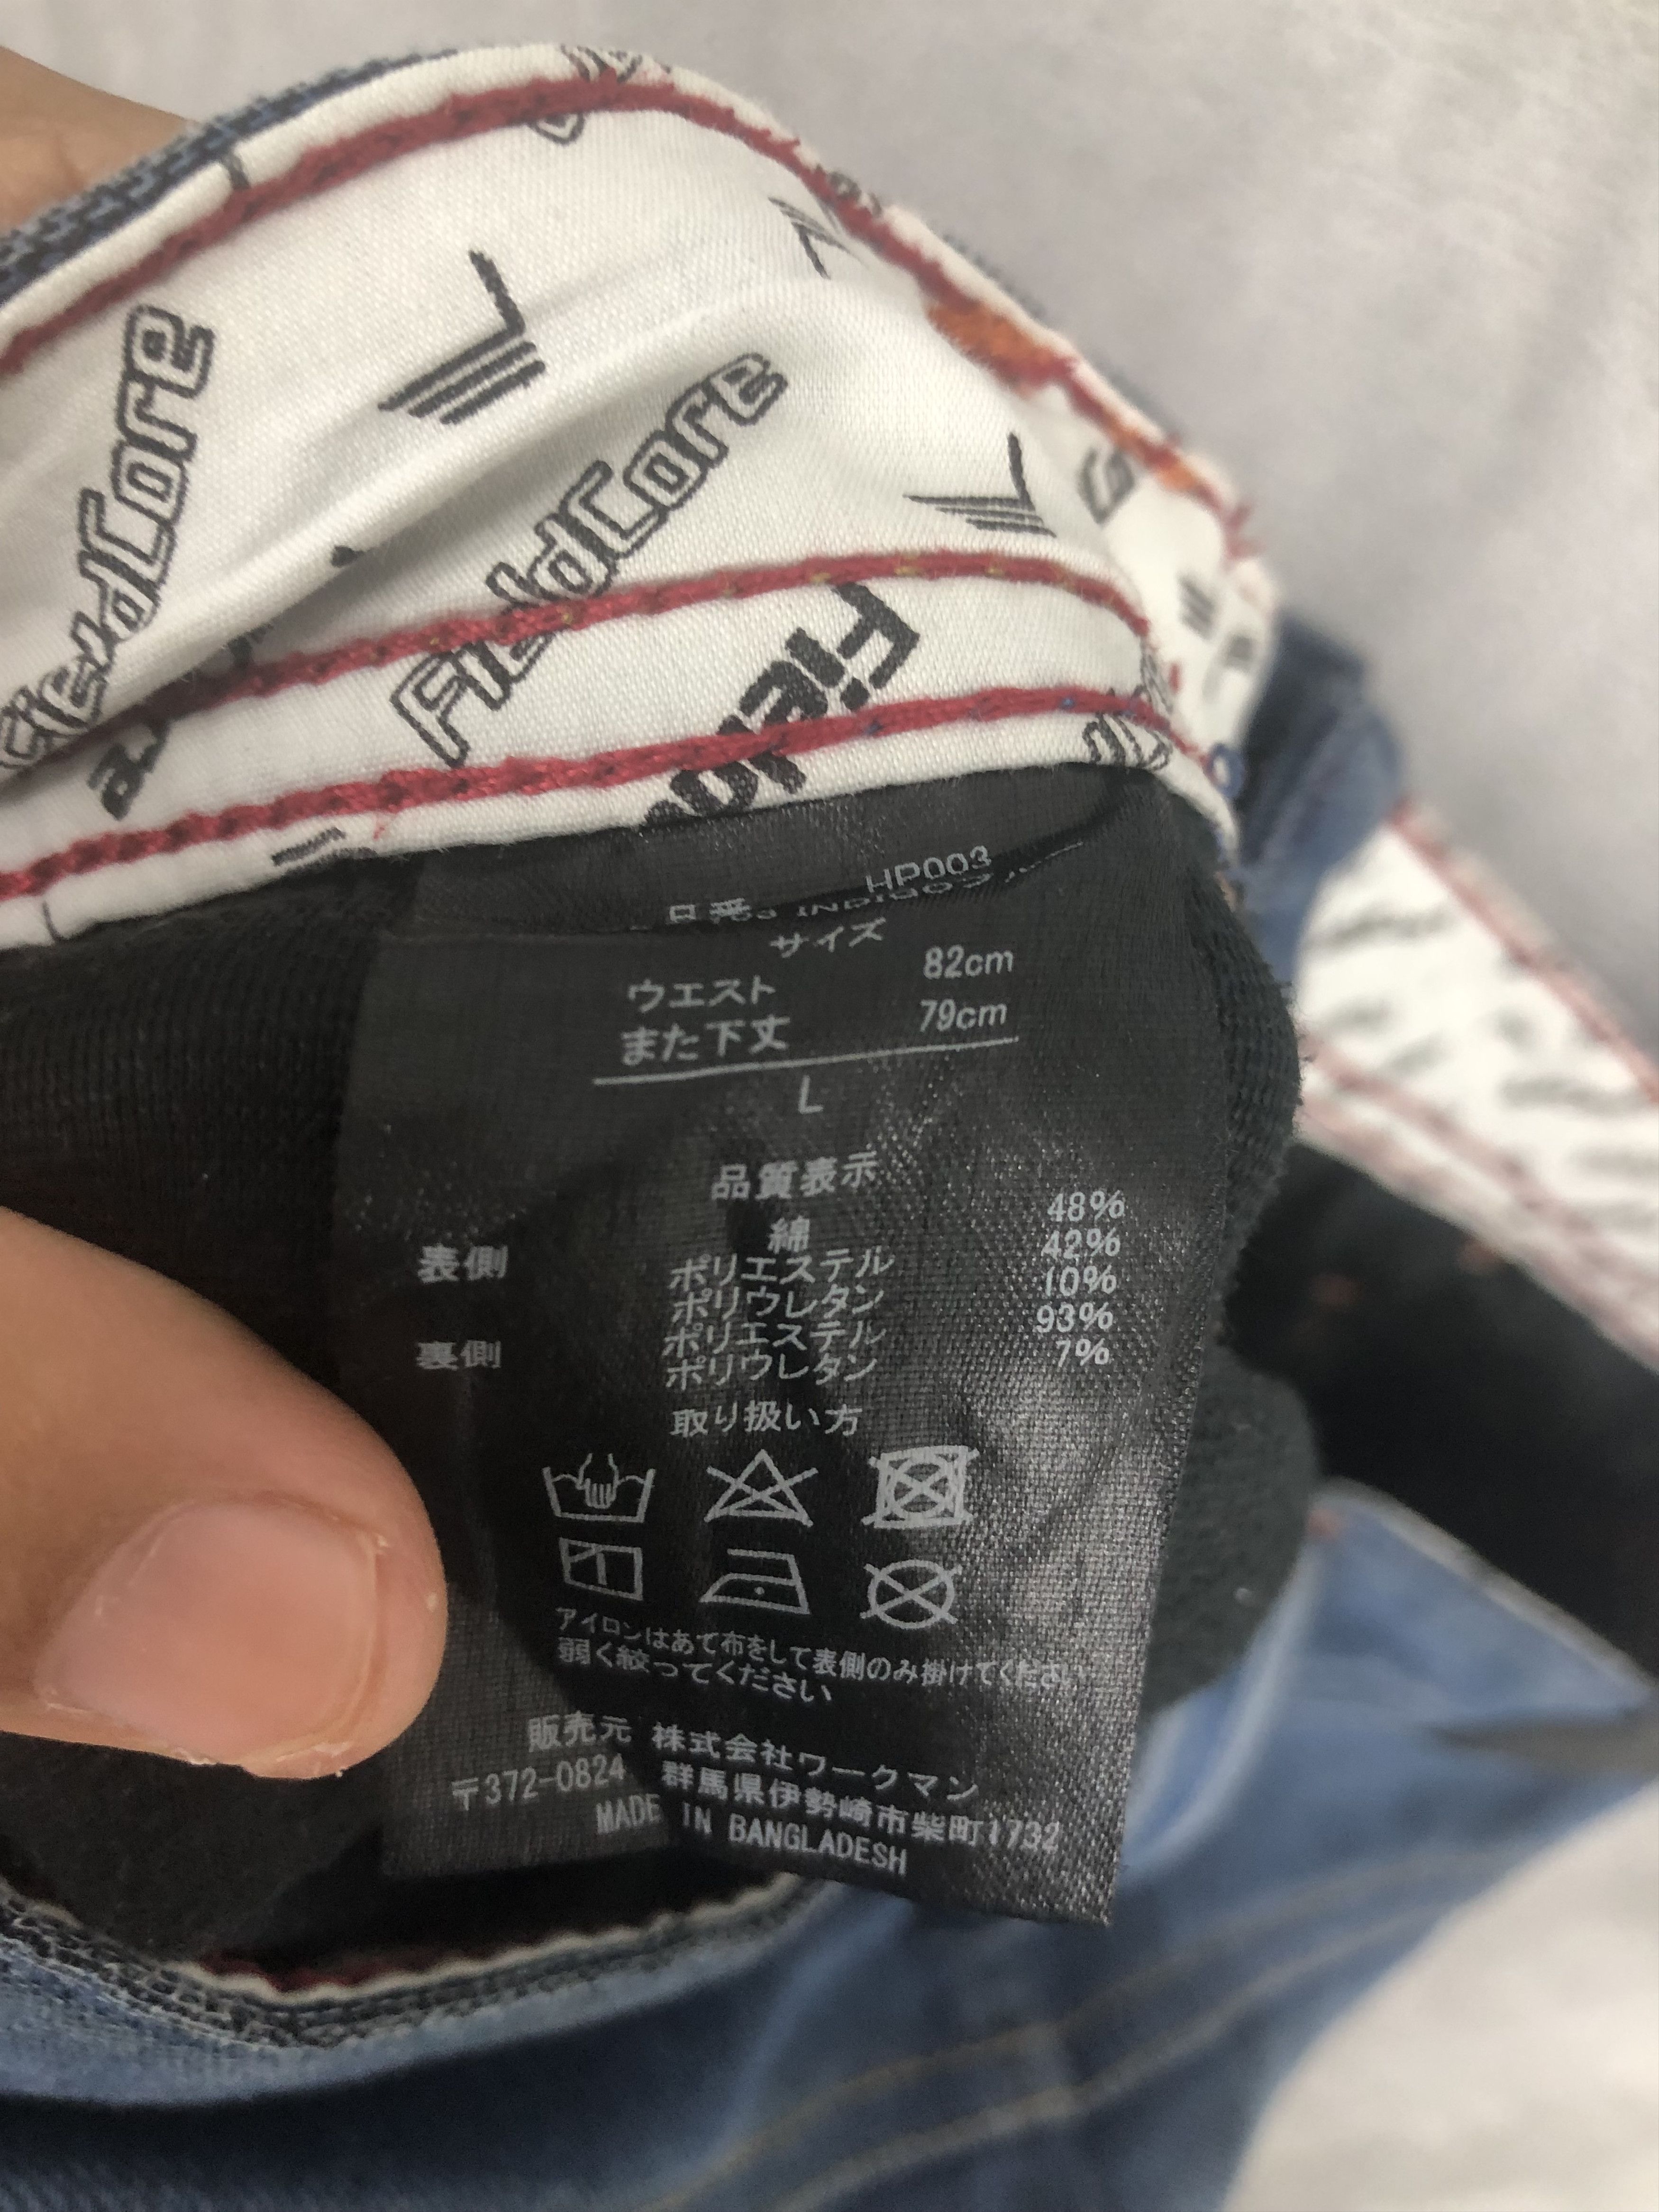 FieldCore
FieldCore
品番 HP003
INDIGO
サイズ
ウエスト 82cm
また下丈 79cm
L
品質表示
表側 綿 48%
ポリエステル 42%
ポリウレタン 10%
裏側 ポリエステル 93%
ポリウレタン 7%
取り扱い方
アイロンはあて布をして表側のみ掛けてください
弱く絞ってください
販売元 株式会社ワークマン
〒372-0824 群馬県伊勢崎市柴町1732
MADE IN BANGLADESH